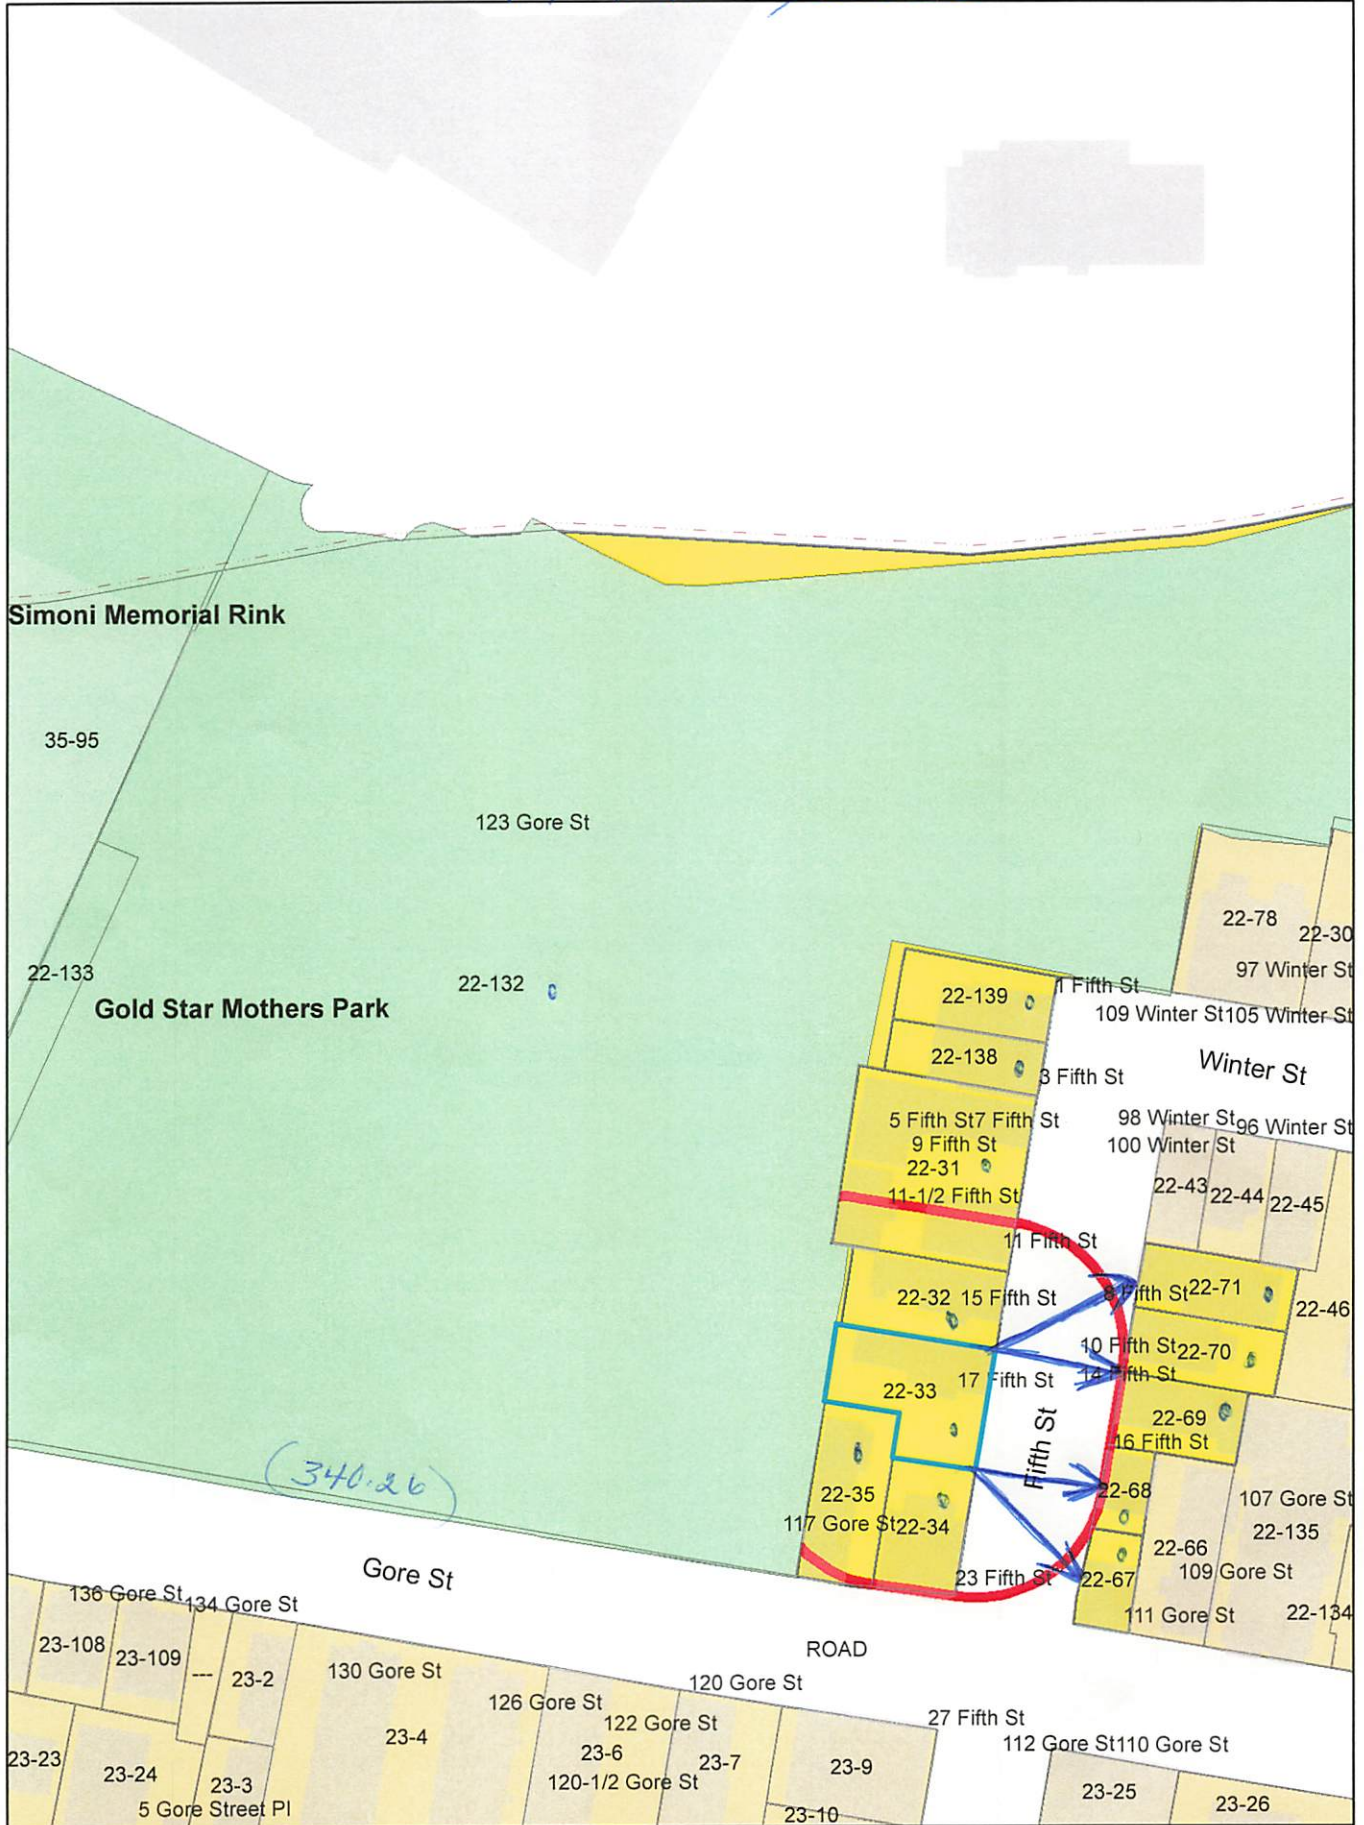 Simoni Memorial Rink
35-95
123 Gore St
22-78
22-30
22-133
22-132
97 Winter St
Gold Star Mothers Park
22-139
1 Fifth St
109 Winter St
105 Winter St
22-138
Winter St
3 Fifth St
5 Fifth St
7 Fifth St
98 Winter St
96 Winter St
9 Fifth St
100 Winter St
22-31
22-43
22-44
22-45
11-1/2 Fifth St
11 Fifth St
22-32
15 Fifth St
8 Fifth St
22-71
22-46
10 Fifth St
22-70
17 Fifth St
14 Fifth St
22-33
22-69
Fifth St
16 Fifth St
(340.26)
22-35
22-68
107 Gore St
117 Gore St
22-34
22-135
22-66
Gore St
23 Fifth St
22-67
109 Gore St
136 Gore St
134 Gore St
111 Gore St
22-134
23-108
23-109
---
23-2
130 Gore St
ROAD
120 Gore St
126 Gore St
27 Fifth St
122 Gore St
23-4
112 Gore St
110 Gore St
23-23
23-24
23-3
23-6
23-7
23-9
120-1/2 Gore St
23-25
23-26
5 Gore Street Pl
23-10